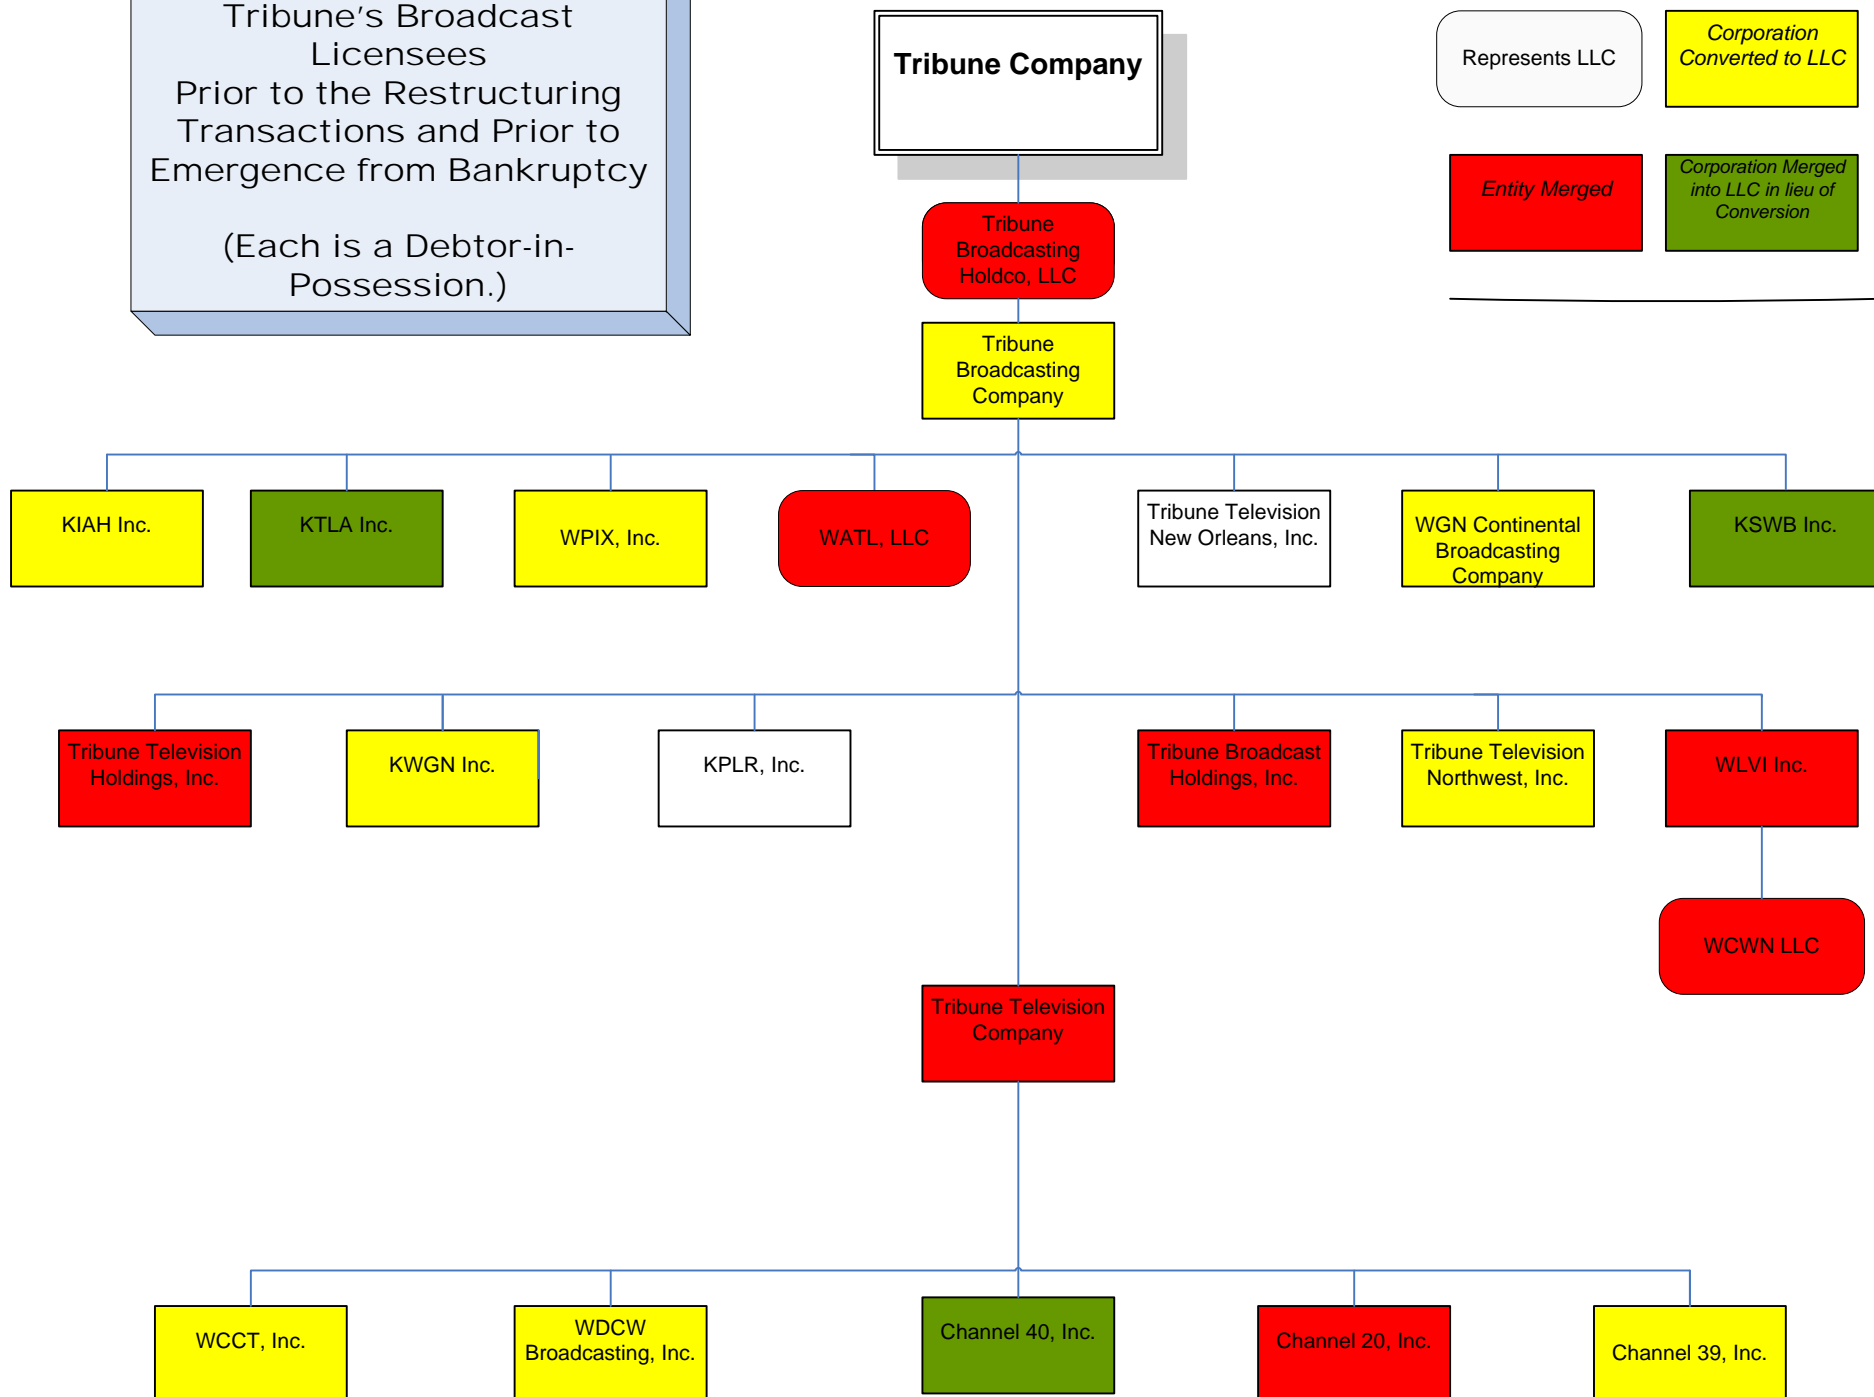 Tribune's Broadcast
Licensees
Prior to the Restructuring
Transactions and Prior to
Emergence from Bankruptcy
(Each is a Debtor-in-
Possession.)
Tribune Company
Represents LLC
Corporation
Converted to LLC
Entity Merged
Corporation Merged
into LLC in lieu of
Conversion
Tribune
Broadcasting
Holdco, LLC
Tribune
Broadcasting
Company
KIAH Inc.
KTLA Inc.
WPIX, Inc.
WATL, LLC
Tribune Television
New Orleans, Inc.
WGN Continental
Broadcasting
Company
KSWB Inc.
Tribune Television
Holdings, Inc.
KWGN Inc.
KPLR, Inc.
Tribune Broadcast
Holdings, Inc.
Tribune Television
Northwest, Inc.
WLVI Inc.
WCWN LLC
Tribune Television
Company
WCCT, Inc.
WDCW
Broadcasting, Inc.
Channel 40, Inc.
Channel 20, Inc.
Channel 39, Inc.